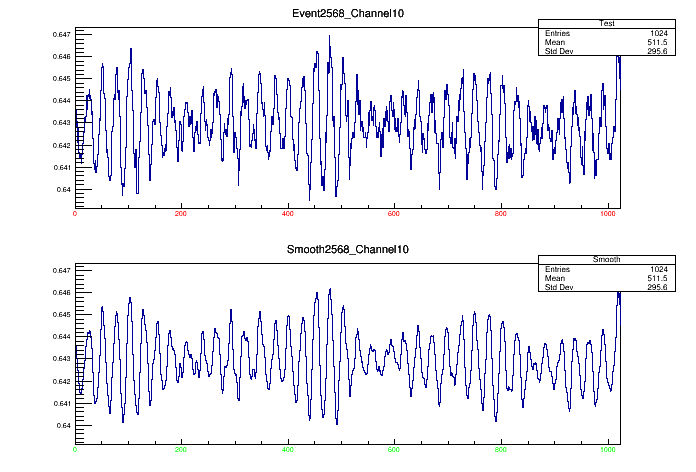 Event2568_Channel10
Test
Entries 1024
Mean 511.5
Std Dev 295.6
0.647
0.646
0.645
0.644
0.643
0.642
0.641
0.64
0 200 400 600 800 1000
Smooth2568_Channel10
Smooth
Entries 1024
Mean 511.5
Std Dev 295.6
0.647
0.646
0.645
0.644
0.643
0.642
0.641
0.64
0 200 400 600 800 1000